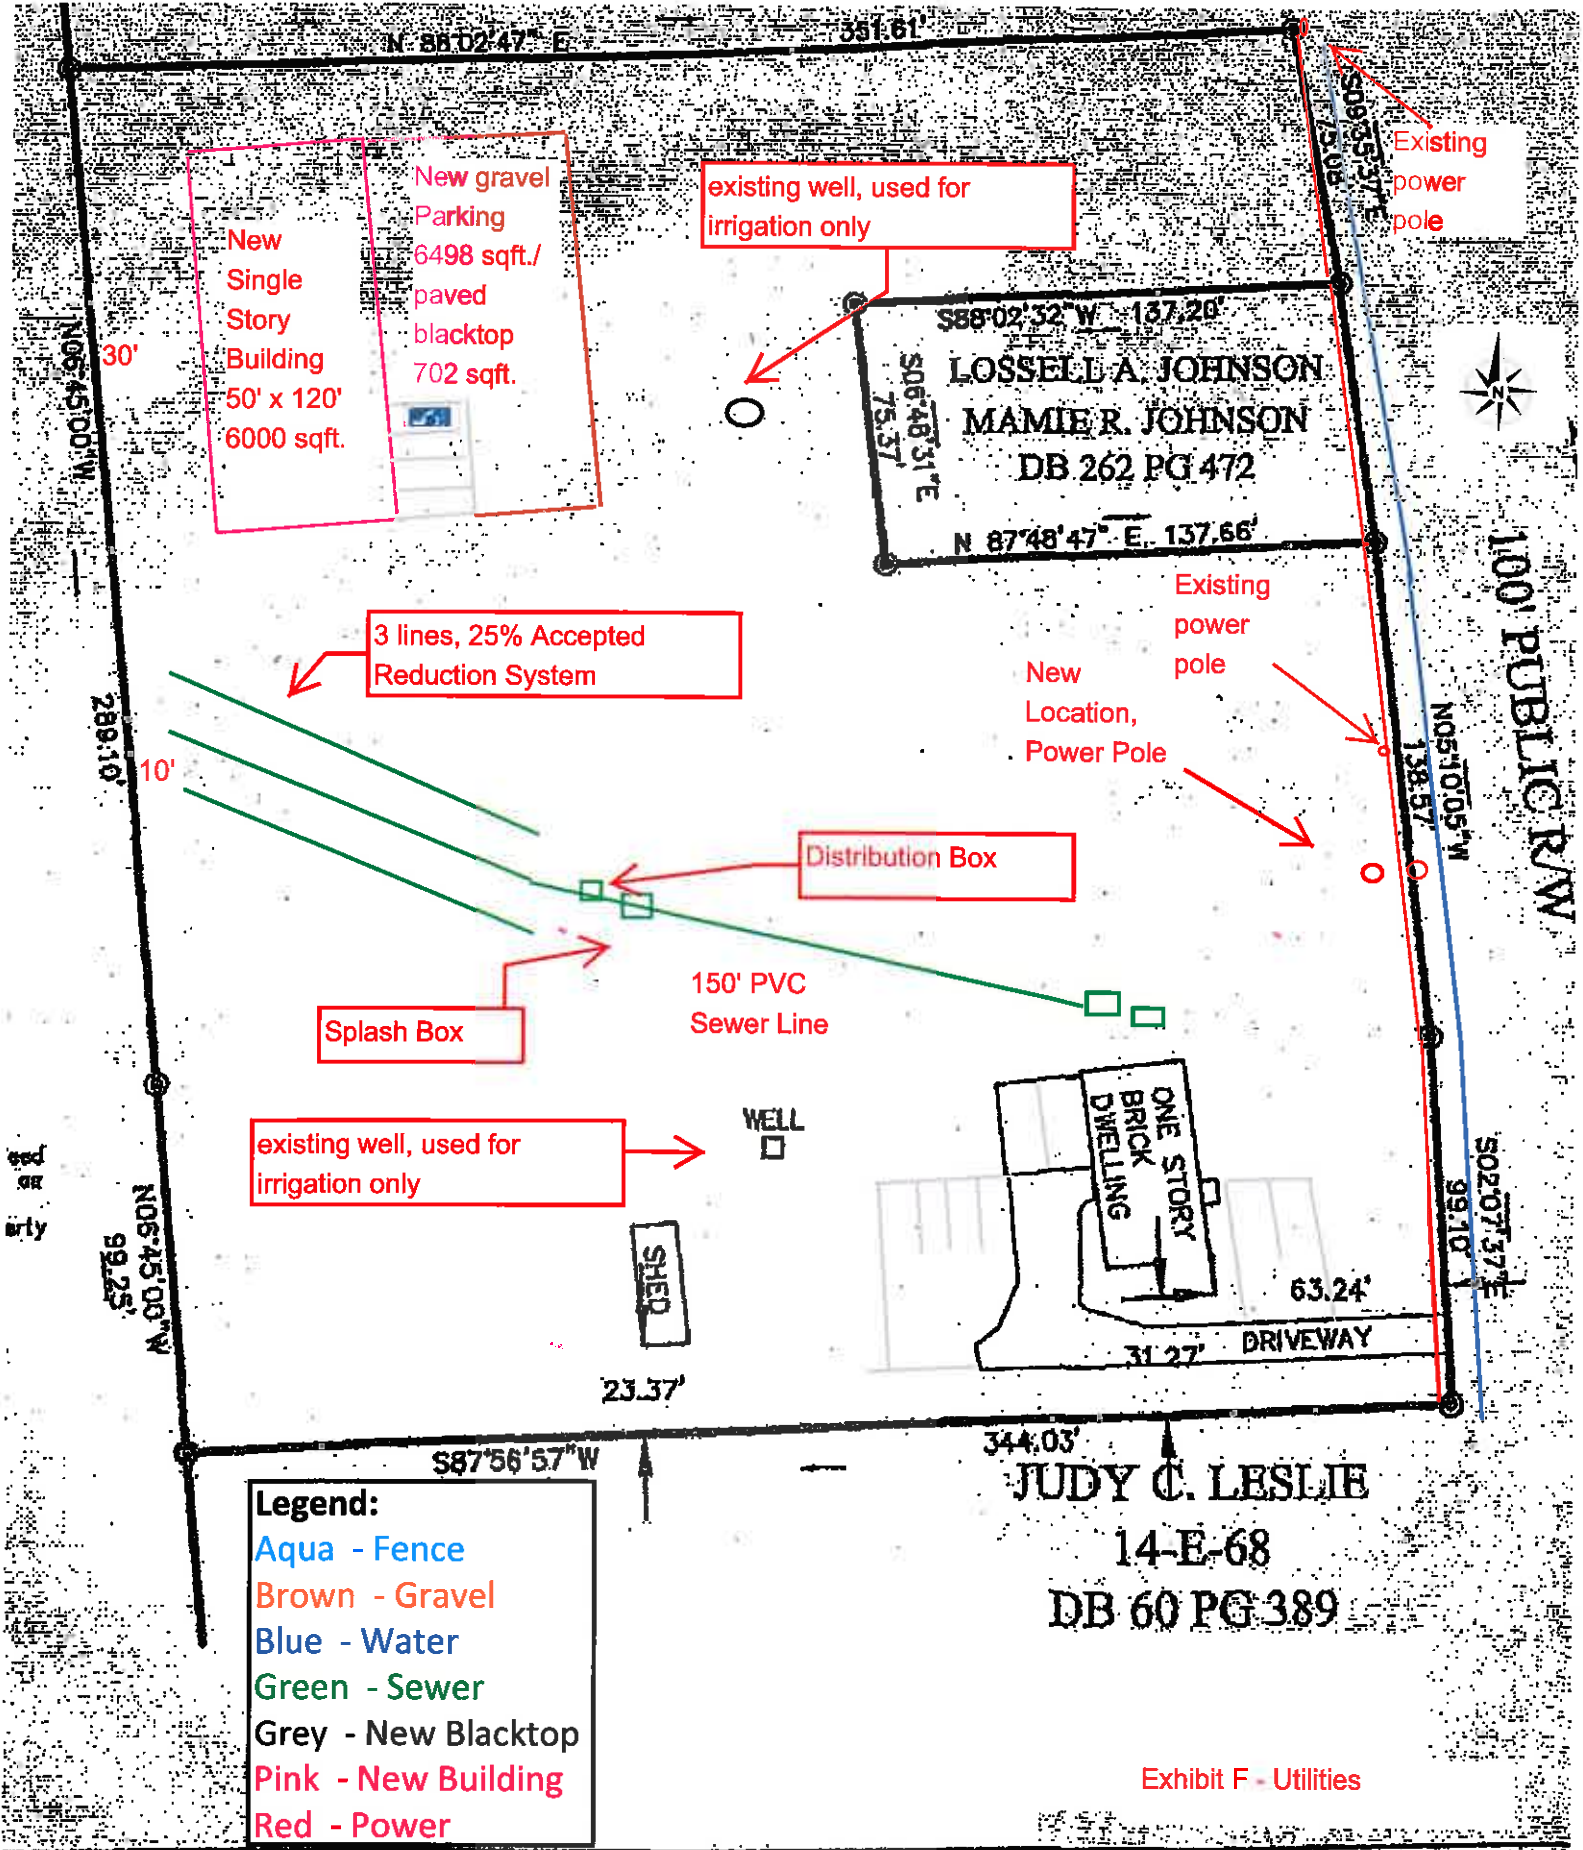 N 88°02'47" E 351.61'
S09°35'37"E
75.08'
Existing
power
pole
New gravel
Parking
6498 sqft./
paved
blacktop
702 sqft.
existing well, used for
irrigation only
New
Single
Story
Building
50' x 120'
6000 sqft.
30'
N06°45'00"W
289.10'
S88°02'32"W 137.20'
LOSSELL A. JOHNSON
MAMIE R. JOHNSON
DB 262 PG 472
S06°48'31"E
75.37'
N 87°48'47" E 137.66'
N
100' PUBLIC R/W
Existing
power
pole
3 lines, 25% Accepted
Reduction System
New
Location,
Power Pole
N05°10'05"W
138.57'
10'
Distribution Box
150' PVC
Sewer Line
Splash Box
WELL
existing well, used for
irrigation only
ONE STORY
BRICK
DWELLING
SHED
S02°07'37"E
99.10'
N06°45'00"W
99.25'
63.24'
DRIVEWAY
31.27'
23.37'
S87°56'57"W 344.03'
JUDY C. LESLIE
14-E-68
DB 60 PG 389
Legend:
Aqua - Fence
Brown - Gravel
Blue - Water
Green - Sewer
Grey - New Blacktop
Pink - New Building
Red - Power
Exhibit F - Utilities